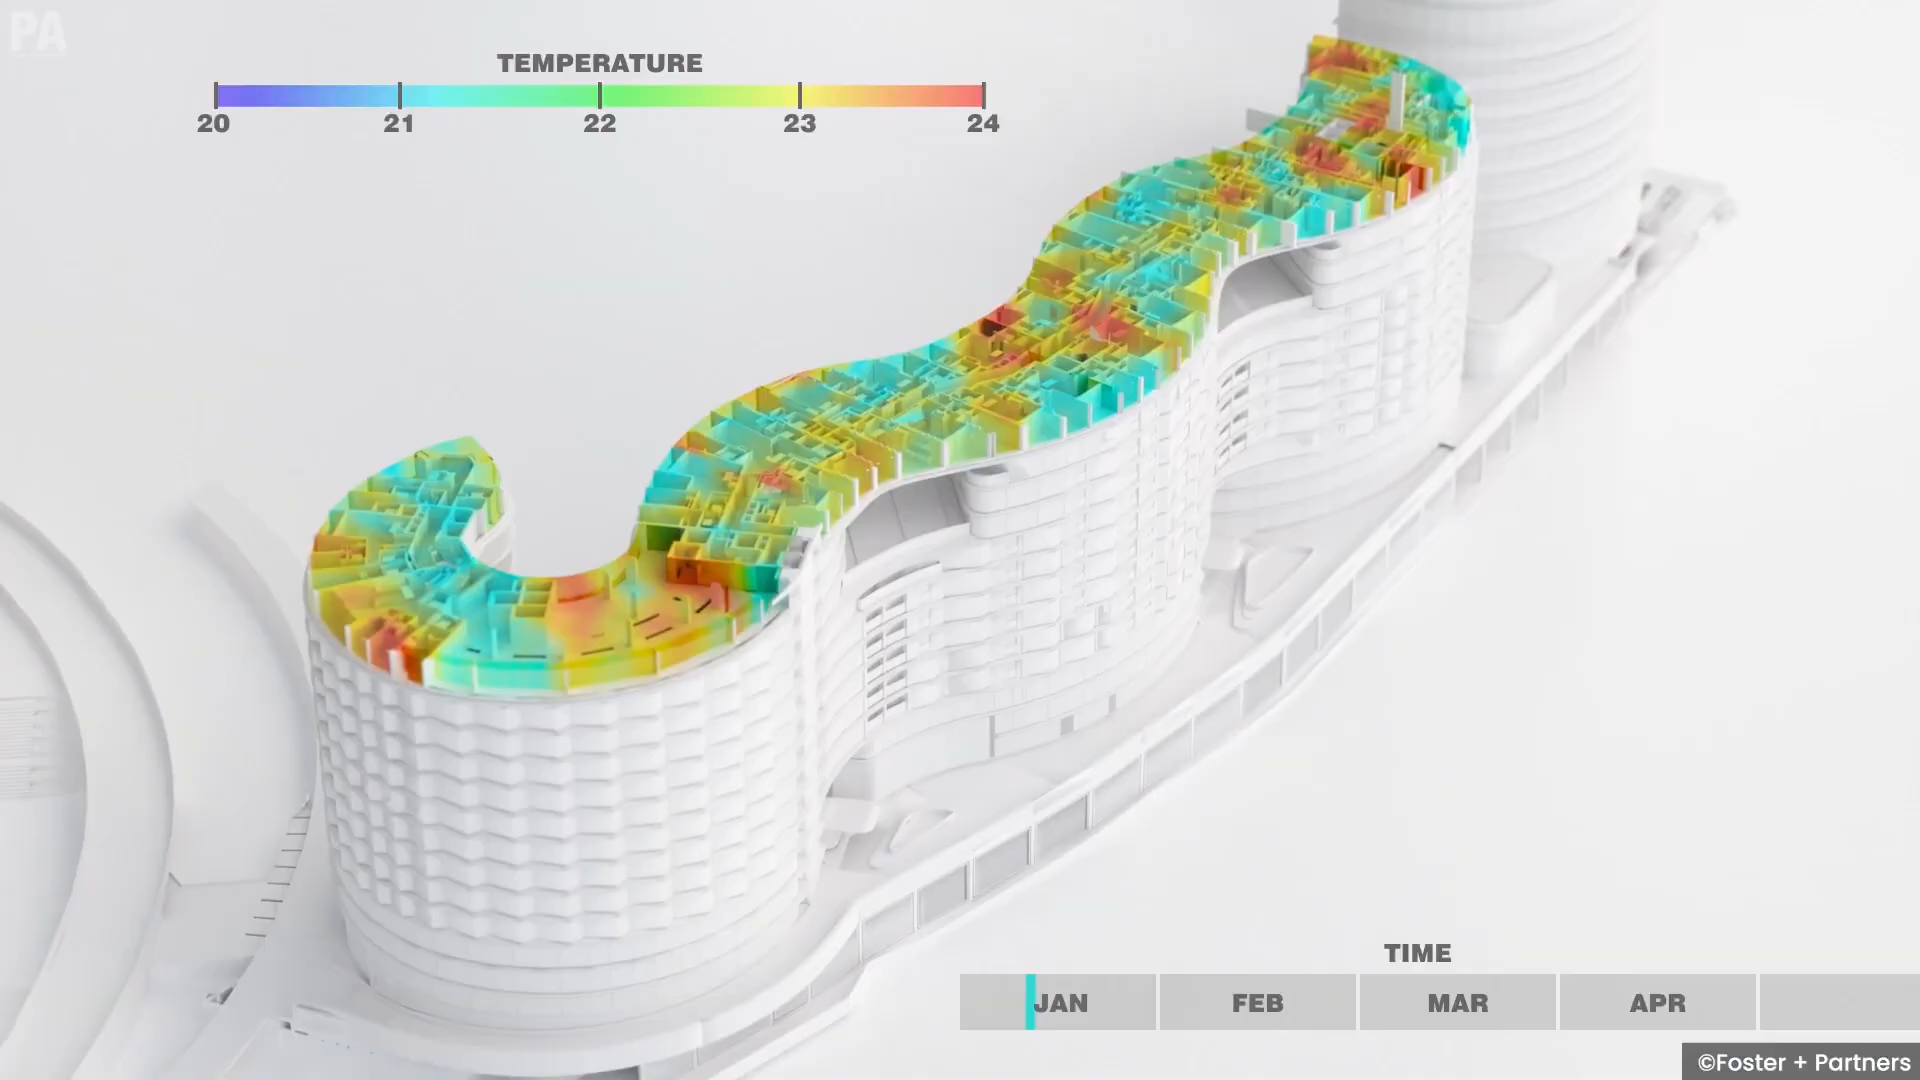 PA
TEMPERATURE
20 21 22 23 24
TIME
JAN FEB MAR APR
©Foster + Partners